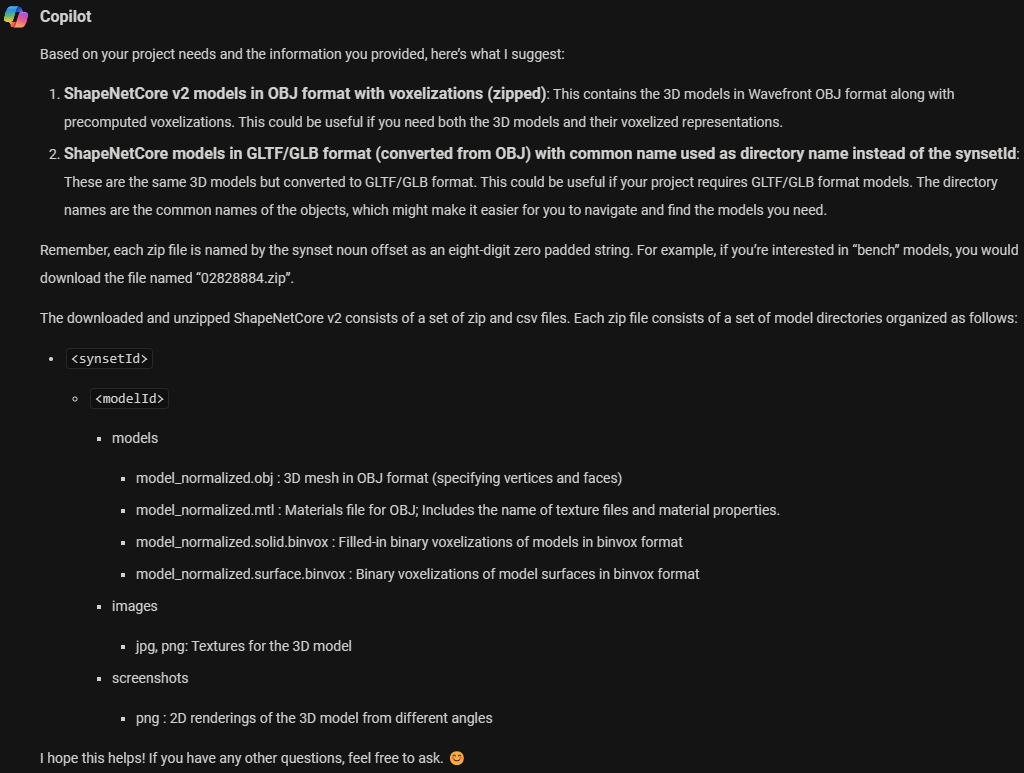 Copilot
Based on your project needs and the information you provided, here’s what I suggest:
1. ShapeNetCore v2 models in OBJ format with voxelizations (zipped): This contains the 3D models in Wavefront OBJ format along with
precomputed voxelizations. This could be useful if you need both the 3D models and their voxelized representations.
2. ShapeNetCore models in GLTF/GLB format (converted from OBJ) with common name used as directory name instead of the synsetId:
These are the same 3D models but converted to GLTF/GLB format. This could be useful if your project requires GLTF/GLB format models. The directory
names are the common names of the objects, which might make it easier for you to navigate and find the models you need.
Remember, each zip file is named by the synset noun offset as an eight-digit zero padded string. For example, if you’re interested in “bench” models, you would
download the file named “02828884.zip”.
The downloaded and unzipped ShapeNetCore v2 consists of a set of zip and csv files. Each zip file consists of a set of model directories organized as follows:
• <synsetId>
◦ <modelId>
▪ models
▪ model_normalized.obj : 3D mesh in OBJ format (specifying vertices and faces)
▪ model_normalized.mtl : Materials file for OBJ; Includes the name of texture files and material properties.
▪ model_normalized.solid.binvox : Filled-in binary voxelizations of models in binvox format
▪ model_normalized.surface.binvox : Binary voxelizations of model surfaces in binvox format
▪ images
▪ jpg, png: Textures for the 3D model
▪ screenshots
▪ png : 2D renderings of the 3D model from different angles
I hope this helps! If you have any other questions, feel free to ask. 😊